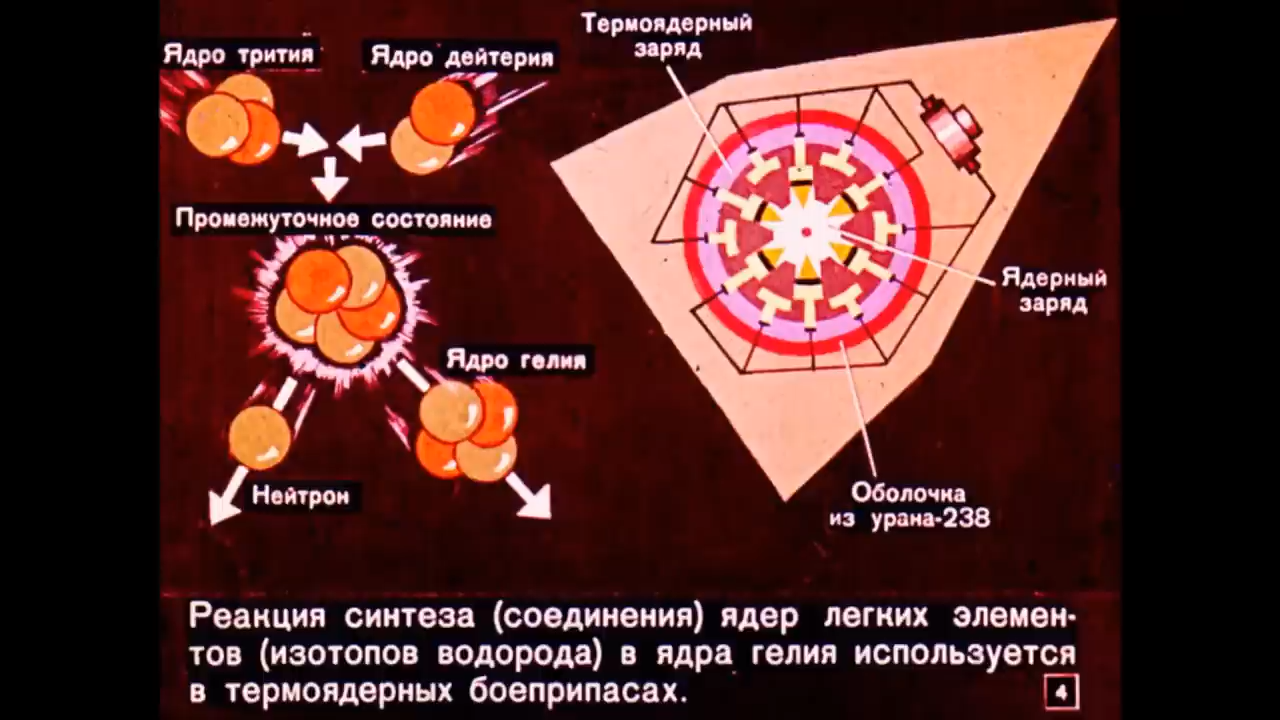 Ядро трития
Ядро дейтерия
Термоядерный
заряд
Промежуточное состояние
Ядерный
заряд
Ядро гелия
Нейтрон
Оболочка
из урана-238
Реакция синтеза (соединения) ядер легких элемен-
тов (изотопов водорода) в ядра гелия используется
в термоядерных боеприпасах.
4